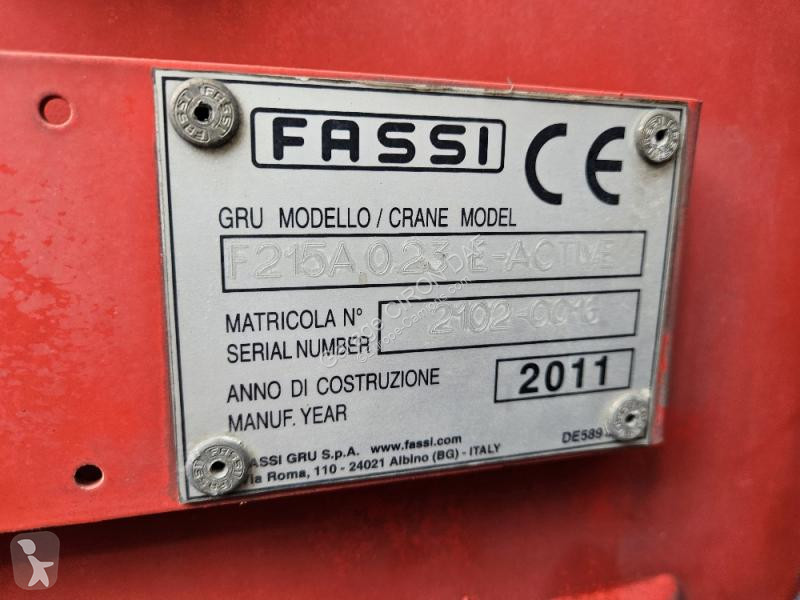 FASSI CE
GRU MODELLO / CRANE MODEL
F215A.0.23 E-ACTIVE
MATRICOLA N°
SERIAL NUMBER
2102-0016
ANNO DI COSTRUZIONE
MANUF. YEAR
2011
DE589
FASSI GRU S.p.A. www.fassi.com
Via Roma, 110 - 24021 Albino (BG) - ITALY